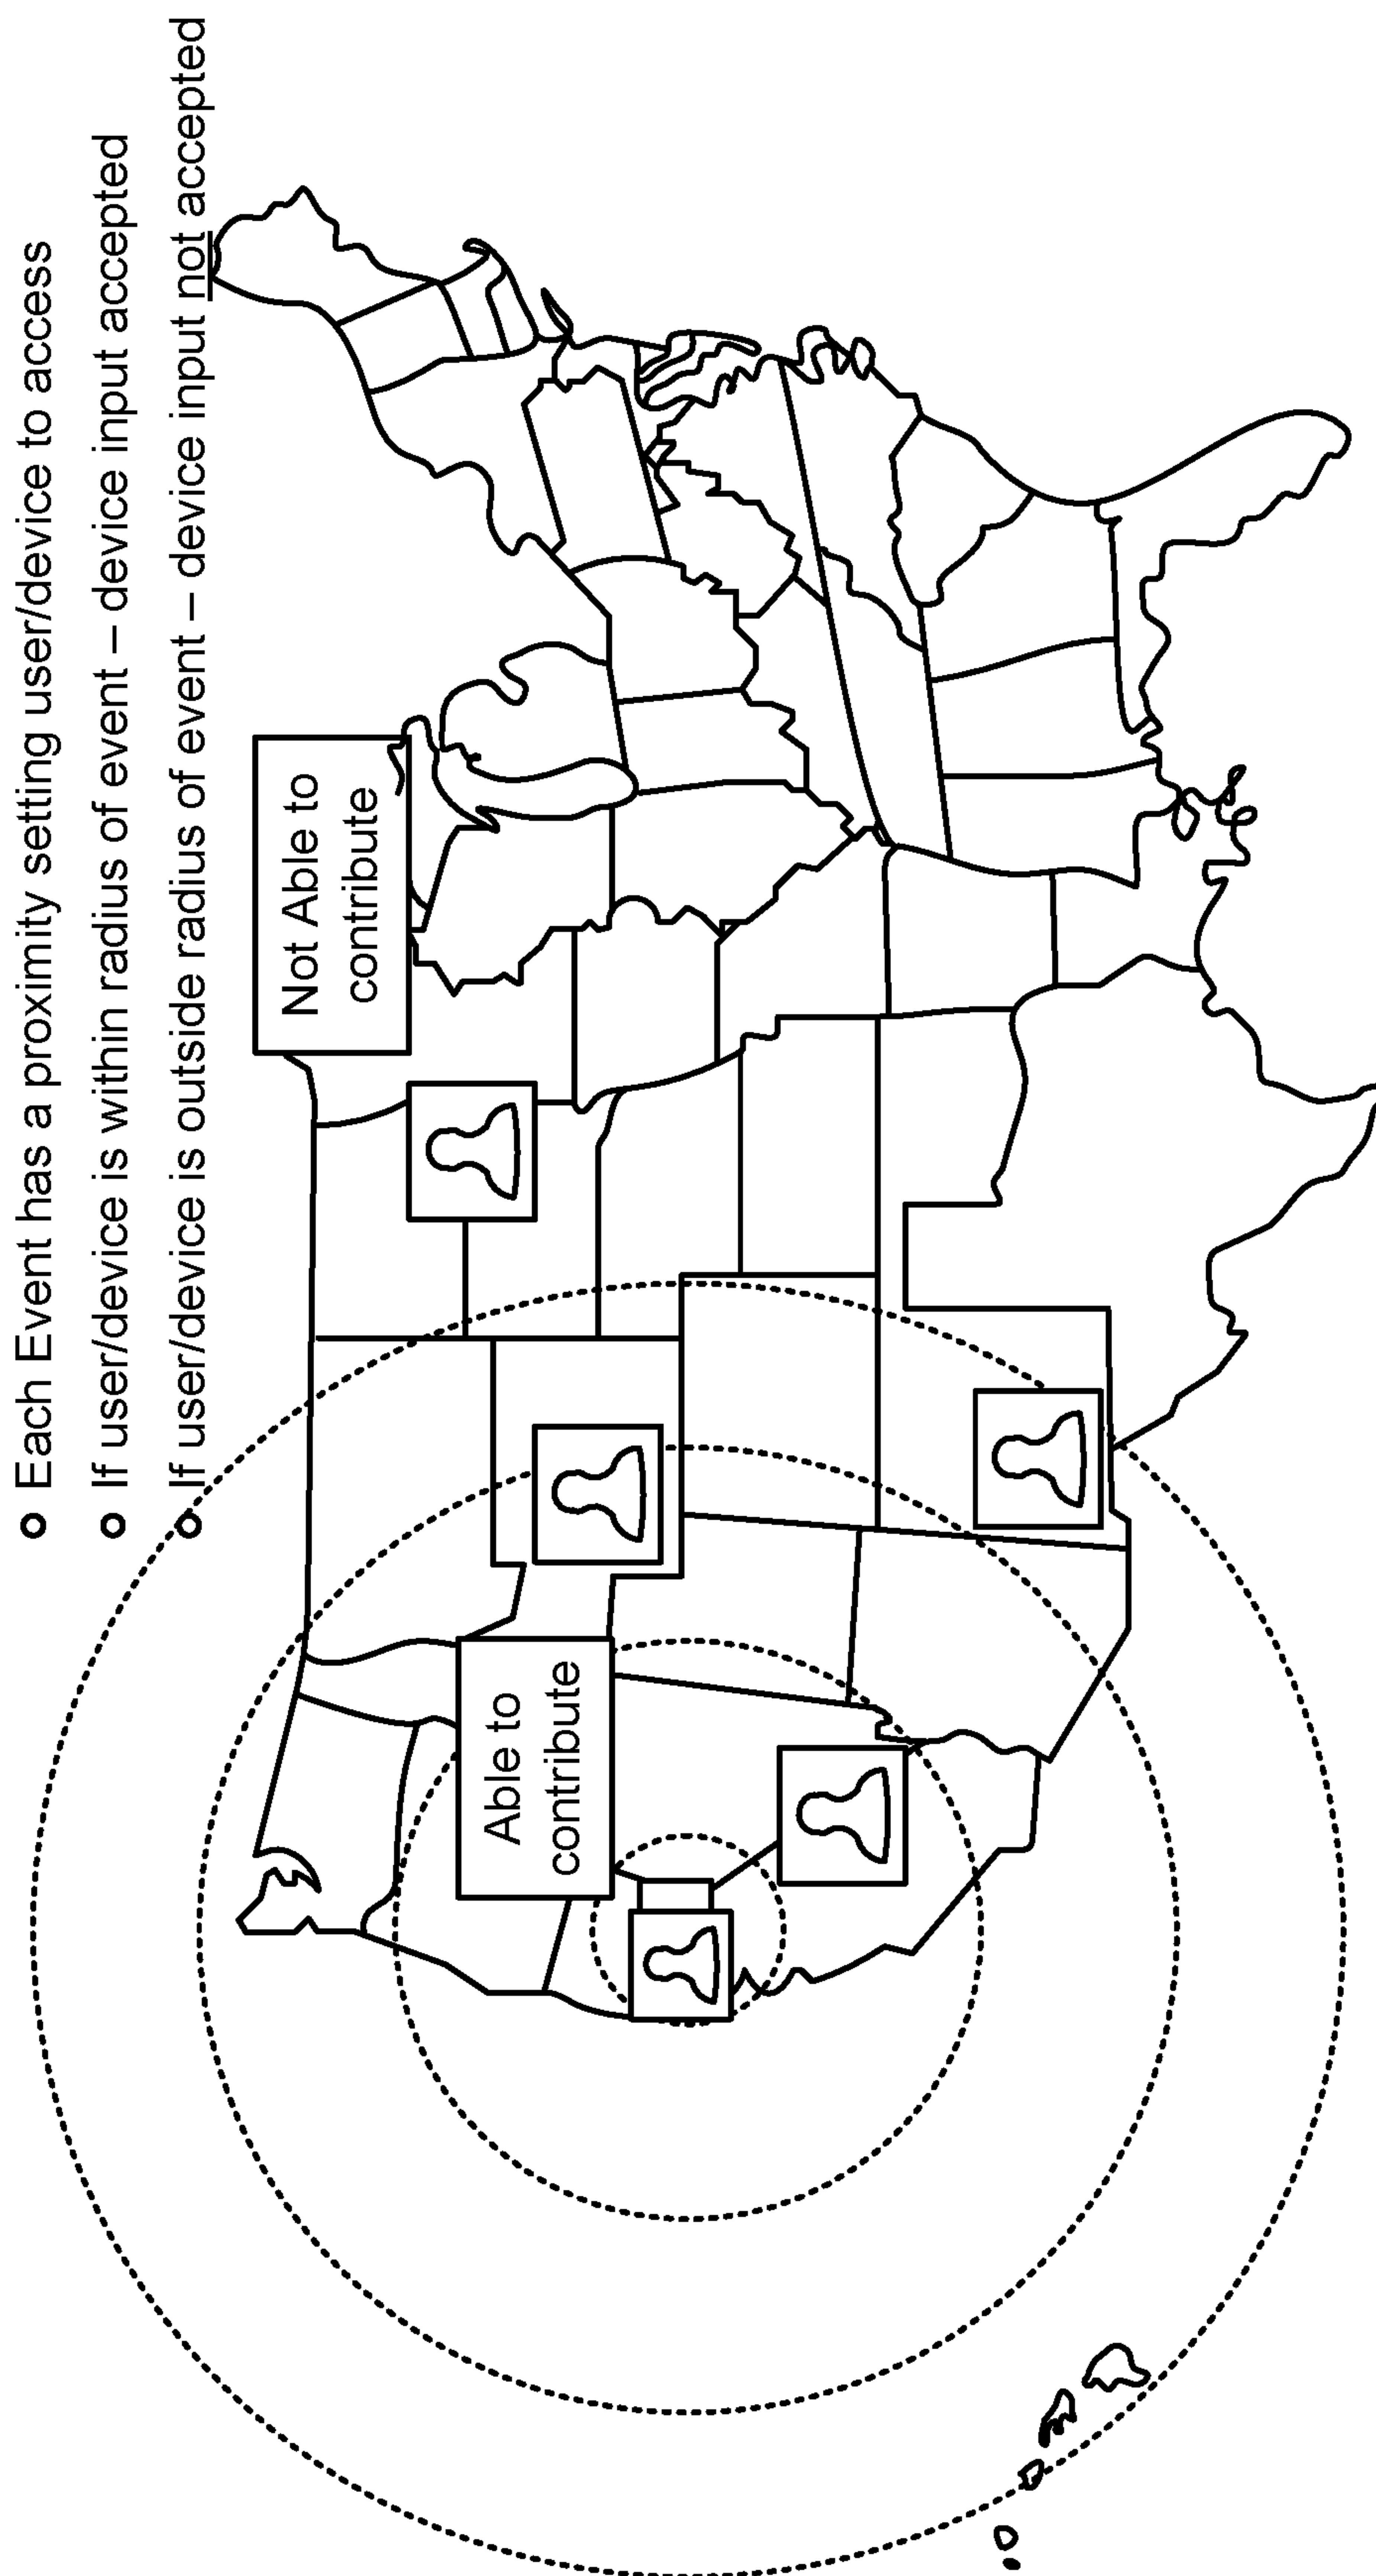 o Each Event has a proximity setting user/device to access
o If user/device is within radius of event – device input accepted
o If user/device is outside radius of event – device input not accepted
Not Able to
contribute
Able to
contribute